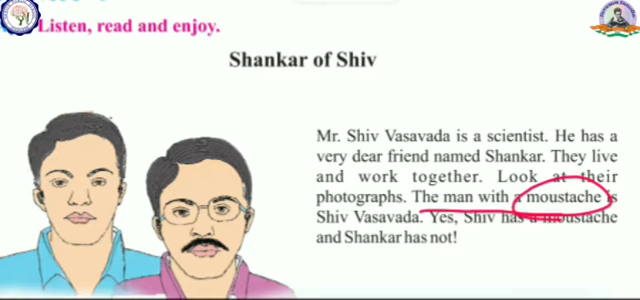 Listen, read and enjoy.
Shankar of Shiv
Mr. Shiv Vasavada is a scientist. He has a
very dear friend named Shankar. They live
and work together. Look at their
photographs. The man with a moustache is
Shiv Vasavada. Yes, Shiv has a moustache
and Shankar has not!